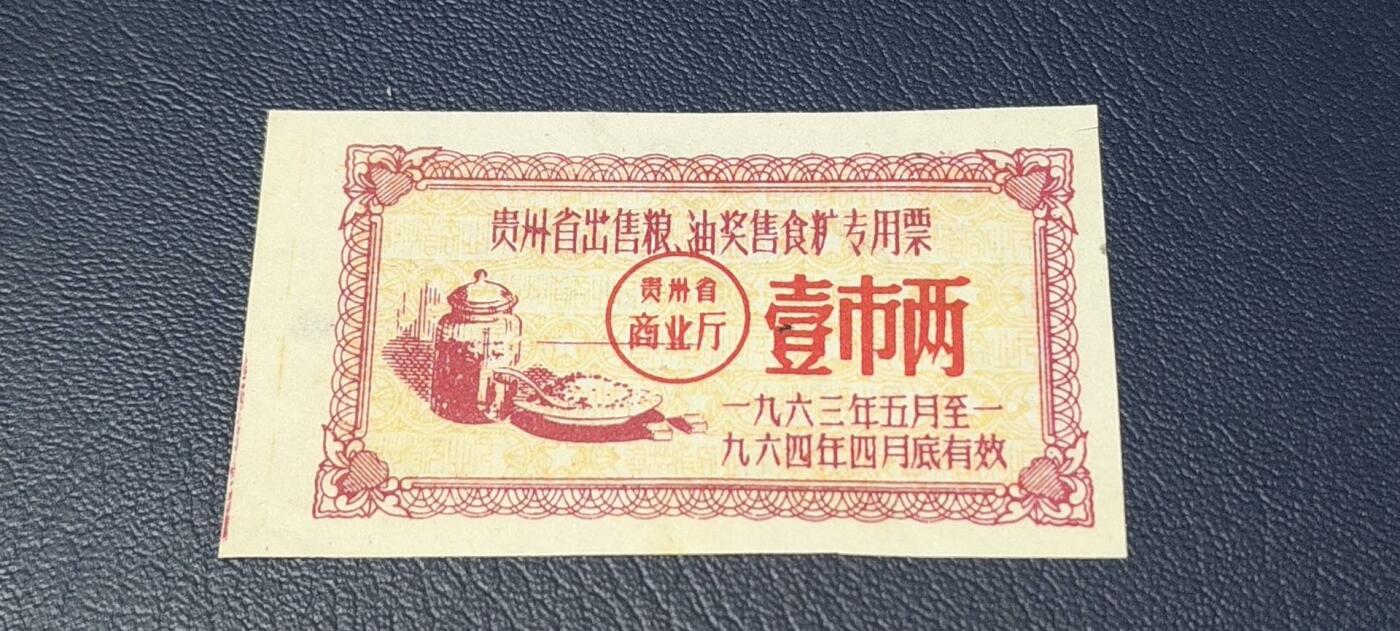 贵州省出售粮、油奖售食粆专用票
贵州省
商业厅
壹市两
一九六三年五月至一
九六四年四月底有效